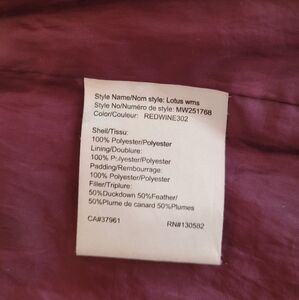 Style Name/Nom style: Lotus wms
Style No/Numéro de style: MW251768
Color/Couleur: REDWINE302
Shell/Tissu:
100% Polyester/Polyester
Lining/Doublure:
100% Polyester/Polyester
Padding/Rembourrage:
100% Polyester/Polyester
Filler/Triplure:
50%Duckdown 50%Feather/
50%Plume de canard 50%Plumes
CA#37961 RN#130582